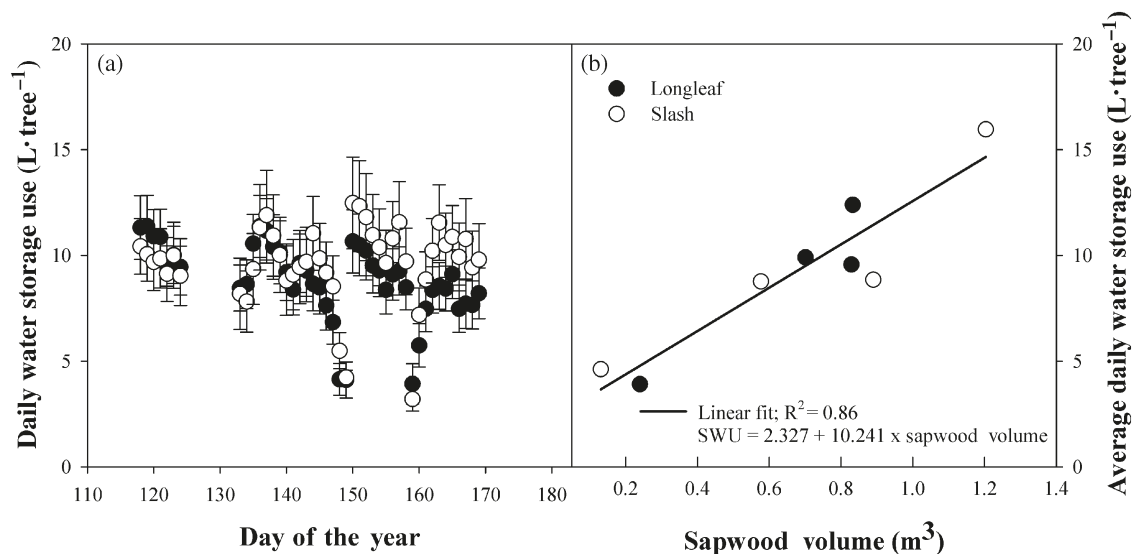 (a)
Daily water storage use (L·tree⁻¹)
20
15
10
5
0
110 120 130 140 150 160 170 180
Day of the year
(b)
Longleaf
Slash
Linear fit; R² = 0.86
SWU = 2.327 + 10.241 x sapwood volume
0.2 0.4 0.6 0.8 1.0 1.2 1.4
Sapwood volume (m³)
20
15
10
5
0
Average daily water storage use (L·tree⁻¹)